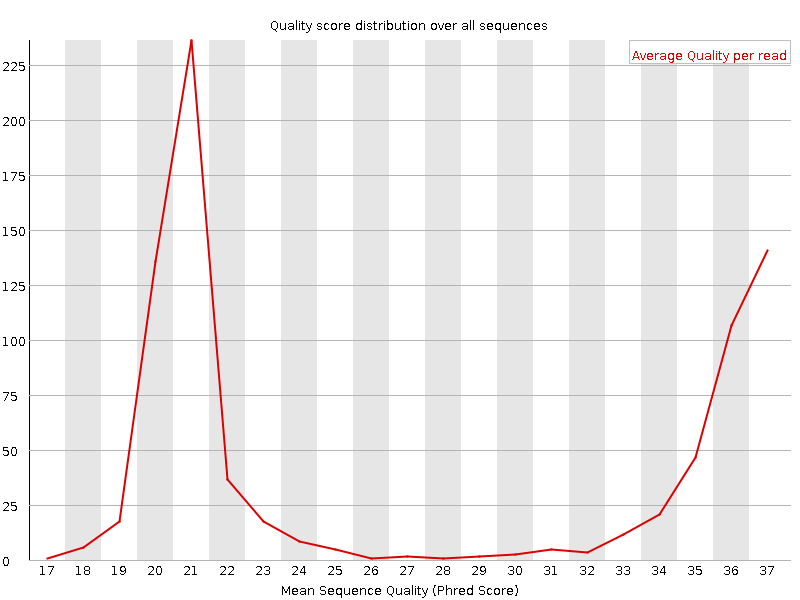 Quality score distribution over all sequences
Average Quality per read
225
200
175
150
125
100
75
50
25
0
17 18 19 20 21 22 23 24 25 26 27 28 29 30 31 32 33 34 35 36 37
Mean Sequence Quality (Phred Score)